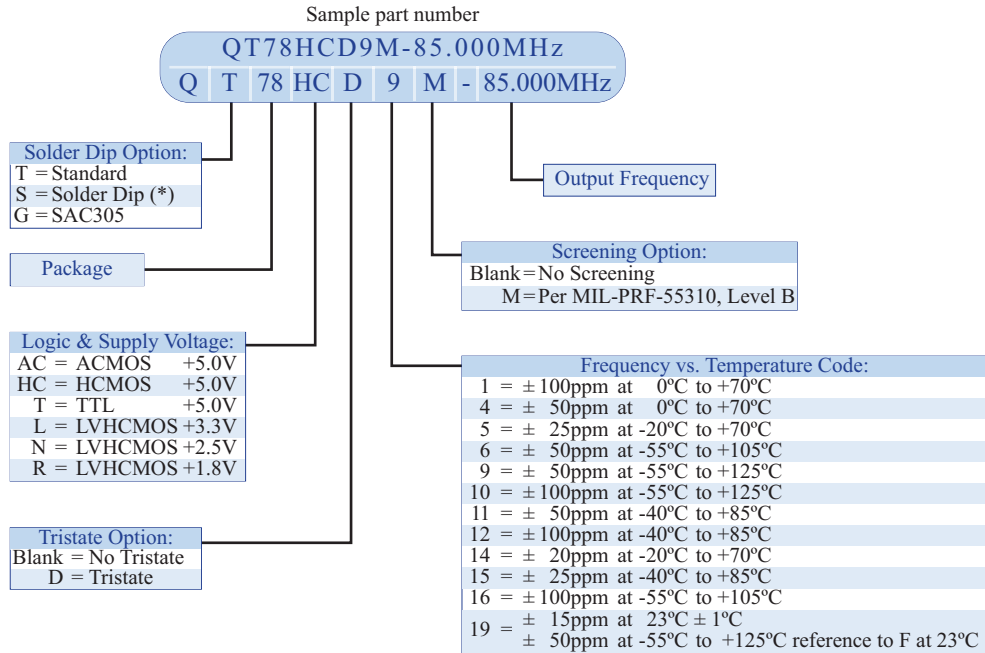 Sample part number
QT78HCD9M-85.000MHz
Q T 78 HC D 9 M - 85.000MHz
Solder Dip Option:
T = Standard
S = Solder Dip (*)
G = SAC305
Output Frequency
Package
Screening Option:
Blank=No Screening
M=Per MIL-PRF-55310, Level B
Logic & Supply Voltage:
AC = ACMOS +5.0V
HC = HCMOS +5.0V
T = TTL +5.0V
L = LVHCMOS +3.3V
N = LVHCMOS +2.5V
R = LVHCMOS +1.8V
Frequency vs. Temperature Code:
1 = ± 100ppm at 0ºC to +70ºC
4 = ± 50ppm at 0ºC to +70ºC
5 = ± 25ppm at -20ºC to +70ºC
6 = ± 50ppm at -55ºC to +105ºC
9 = ± 50ppm at -55ºC to +125ºC
10 = ± 100ppm at -55ºC to +125ºC
11 = ± 50ppm at -40ºC to +85ºC
12 = ± 100ppm at -40ºC to +85ºC
14 = ± 20ppm at -20ºC to +70ºC
15 = ± 25ppm at -40ºC to +85ºC
16 = ± 100ppm at -55ºC to +105ºC
19 = ± 15ppm at 23ºC ± 1ºC
± 50ppm at -55ºC to +125ºC reference to F at 23ºC
Tristate Option:
Blank = No Tristate
D = Tristate